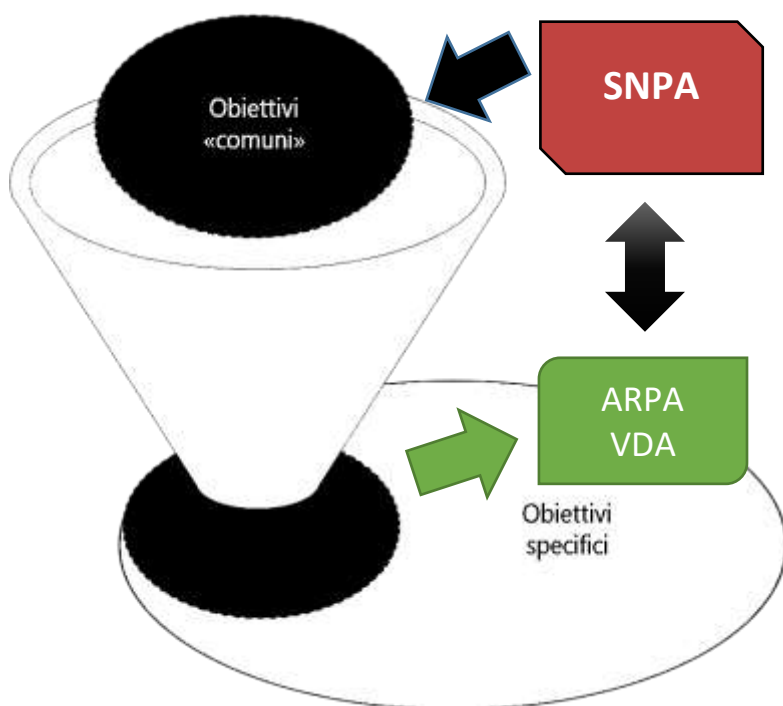 Obiettivi
«comuni»
SNPA
ARPA
VDA
Obiettivi
specifici